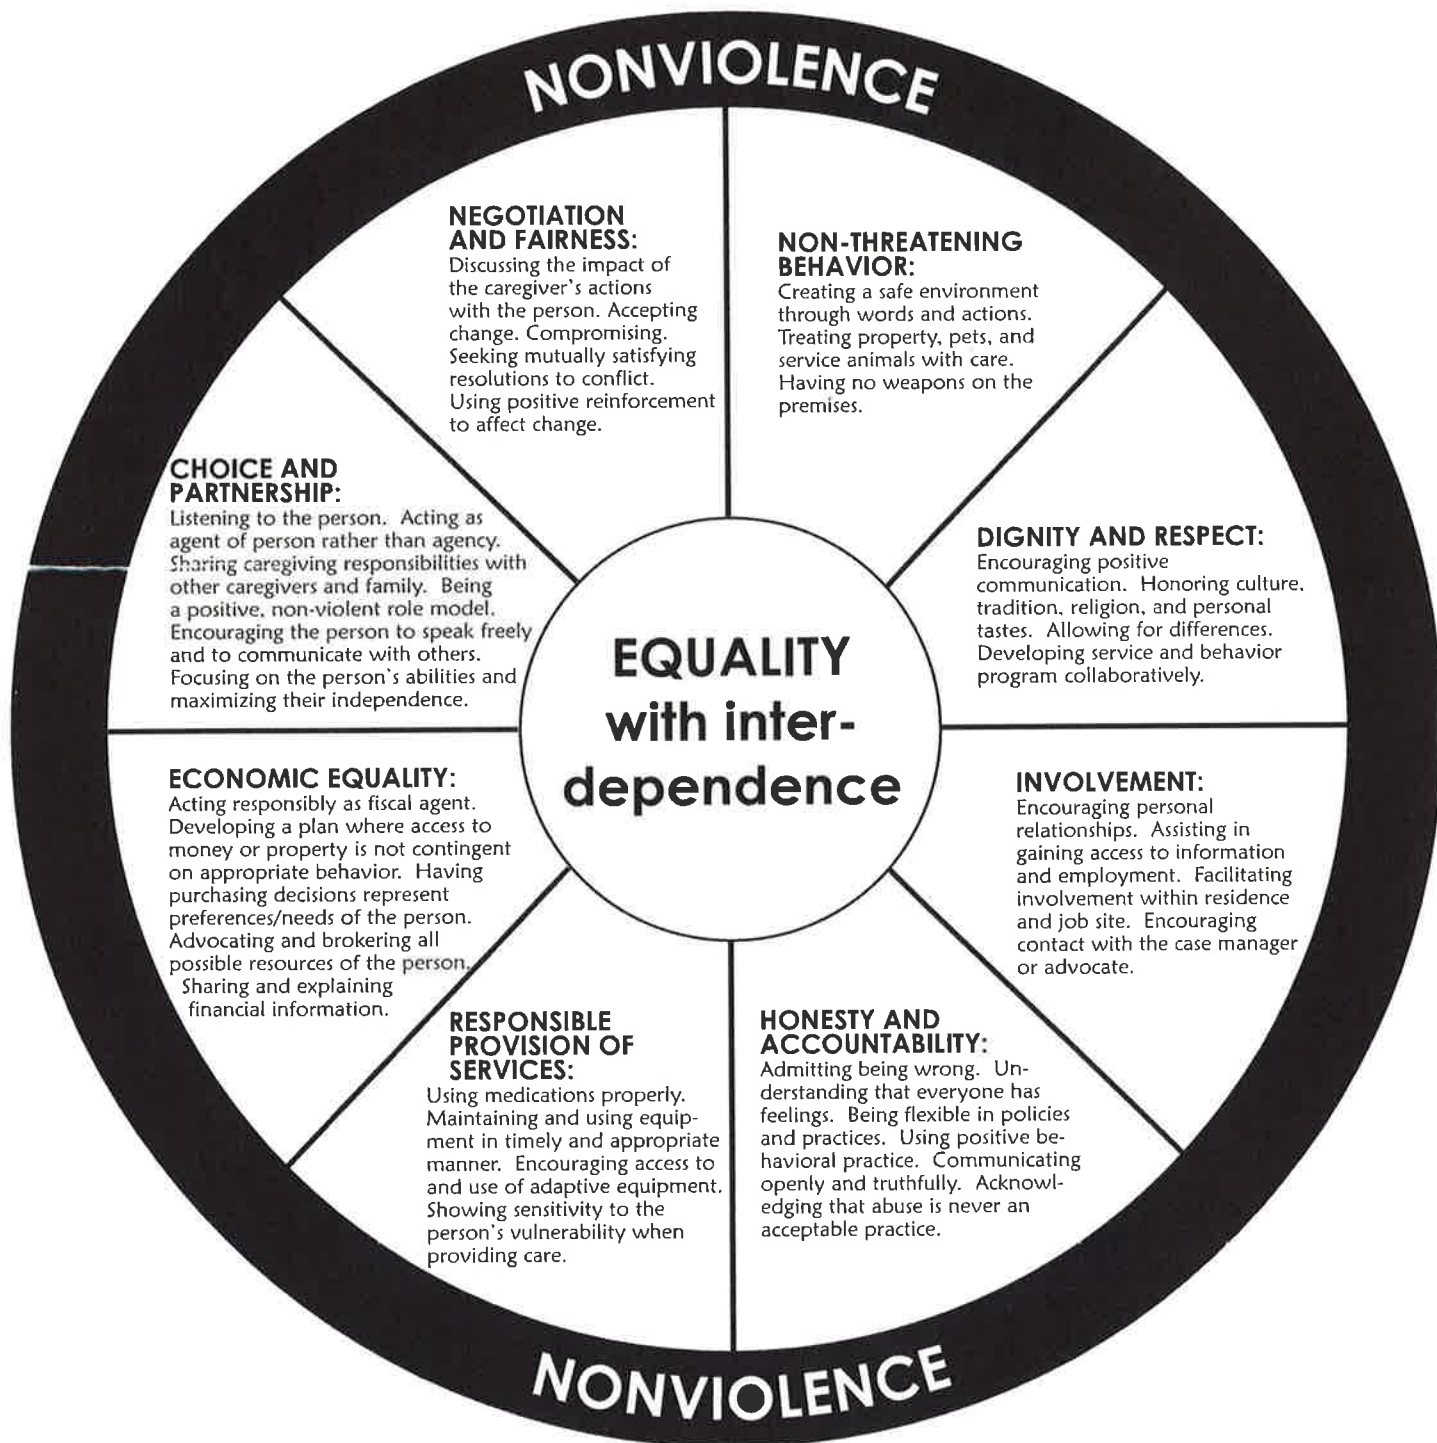 NONVIOLENCE
NEGOTIATION
AND FAIRNESS:
Discussing the impact of
the caregiver's actions
with the person. Accepting
change. Compromising.
Seeking mutually satisfying
resolutions to conflict.
Using positive reinforcement
to affect change.
NON-THREATENING
BEHAVIOR:
Creating a safe environment
through words and actions.
Treating property, pets, and
service animals with care.
Having no weapons on the
premises.
CHOICE AND
PARTNERSHIP:
Listening to the person. Acting as
agent of person rather than agency.
Sharing caregiving responsibilities with
other caregivers and family. Being
a positive, non-violent role model.
Encouraging the person to speak freely
and to communicate with others.
Focusing on the person's abilities and
maximizing their independence.
DIGNITY AND RESPECT:
Encouraging positive
communication. Honoring culture,
tradition, religion, and personal
tastes. Allowing for differences.
Developing service and behavior
program collaboratively.
EQUALITY
with inter-
dependence
ECONOMIC EQUALITY:
Acting responsibly as fiscal agent.
Developing a plan where access to
money or property is not contingent
on appropriate behavior. Having
purchasing decisions represent
preferences/needs of the person.
Advocating and brokering all
possible resources of the person.
Sharing and explaining
financial information.
INVOLVEMENT:
Encouraging personal
relationships. Assisting in
gaining access to information
and employment. Facilitating
involvement within residence
and job site. Encouraging
contact with the case manager
or advocate.
RESPONSIBLE
PROVISION OF
SERVICES:
Using medications properly.
Maintaining and using equip-
ment in timely and appropriate
manner. Encouraging access to
and use of adaptive equipment.
Showing sensitivity to the
person's vulnerability when
providing care.
HONESTY AND
ACCOUNTABILITY:
Admitting being wrong. Un-
derstanding that everyone has
feelings. Being flexible in policies
and practices. Using positive be-
havioral practice. Communicating
openly and truthfully. Acknowl-
edging that abuse is never an
acceptable practice.
NONVIOLENCE